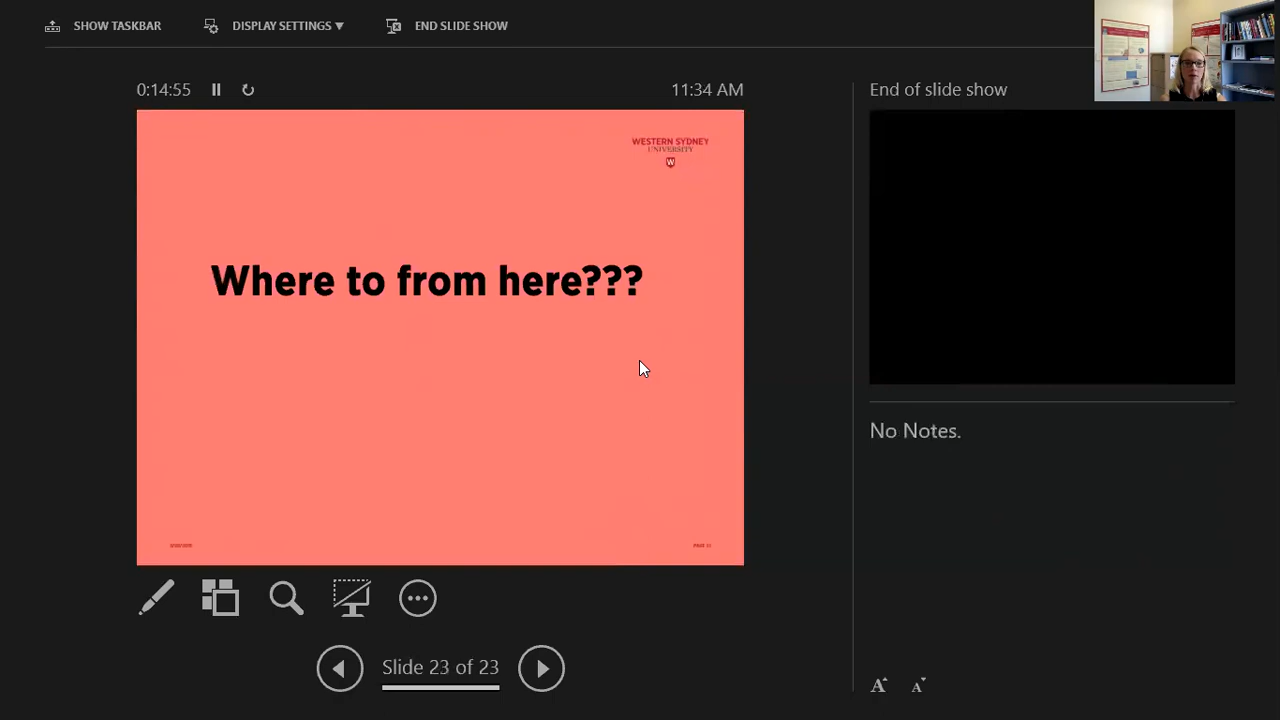 SHOW TASKBAR
DISPLAY SETTINGS ▼
END SLIDE SHOW
0:14:55
11:34 AM
End of slide show
WESTERN SYDNEY
UNIVERSITY
W
Where to from here???
No Notes.
PAGE
Slide 23 of 23
A
A